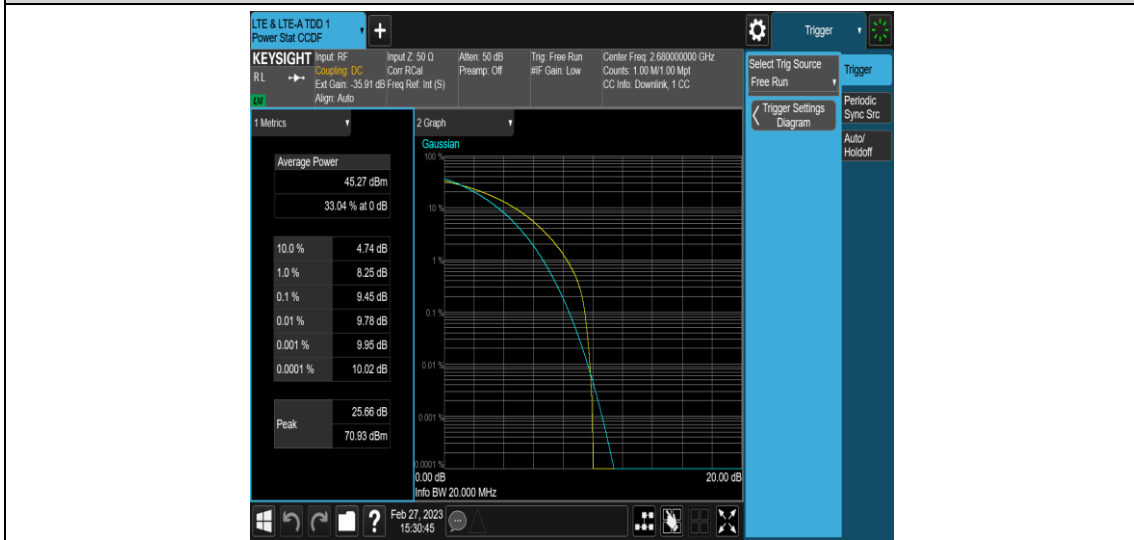 LTE & LTE-A TDD 1
Power Stat CCDF
+
Trigger
KEYSIGHT
RL
LXI
Input: RF
Coupling: DC
Ext Gain: -35.91 dB
Align: Auto
Input Z: 50 Ω
Corr RCal
Freq Ref: Int (S)
Atten: 50 dB
Preamp: Off
Trig: Free Run
#IF Gain: Low
Center Freq: 2.680000000 GHz
Counts: 1.00 M/1.00 Mpt
CC Info: Downlink, 1 CC
Select Trig Source
Free Run
Trigger Settings
Diagram
Trigger
Periodic
Sync Src
Auto/
Holdoff
1 Metrics
Average Power
45.27 dBm
33.04 % at 0 dB
10.0 % 4.74 dB
1.0 % 8.25 dB
0.1 % 9.45 dB
0.01 % 9.78 dB
0.001 % 9.95 dB
0.0001 % 10.02 dB
Peak
25.66 dB
70.93 dBm
2 Graph
Gaussian
100 %
10 %
1 %
0.1 %
0.01 %
0.001 %
0.0001 %
0.00 dB 20.00 dB
Info BW 20.000 MHz
?
Feb 27, 2023
15:30:45